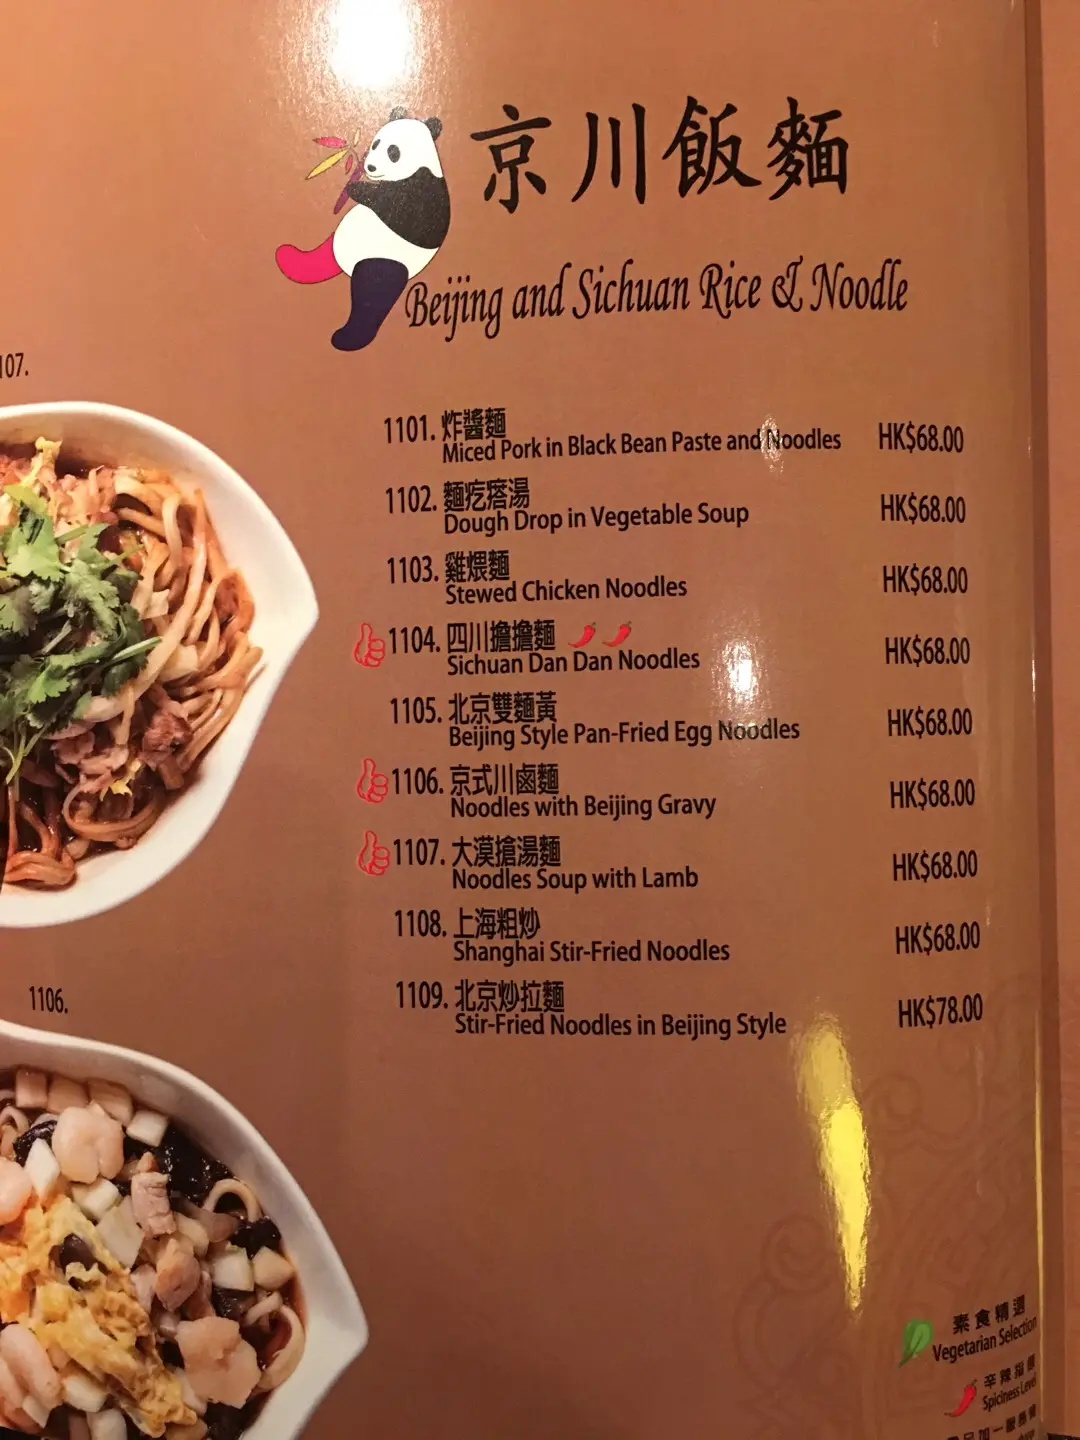 京川飯麵
Beijing and Sichuan Rice & Noodle
107.
1101. 炸醬麵
Miced Pork in Black Bean Paste and Noodles HK$68.00
1102. 麵疙瘩湯
Dough Drop in Vegetable Soup HK$68.00
1103. 雞煨麵
Stewed Chicken Noodles HK$68.00
1104. 四川擔擔麵
Sichuan Dan Dan Noodles HK$68.00
1105. 北京雙麵黃
Beijing Style Pan-Fried Egg Noodles HK$68.00
1106. 京式川鹵麵
Noodles with Beijing Gravy HK$68.00
1107. 大漠搶湯麵
Noodles Soup with Lamb HK$68.00
1108. 上海粗炒
Shanghai Stir-Fried Noodles HK$68.00
1109. 北京炒拉麵
Stir-Fried Noodles in Beijing Style HK$78.00
1106.
素食精選
Vegetarian Selection
辛辣指
Spiciness Level
加一